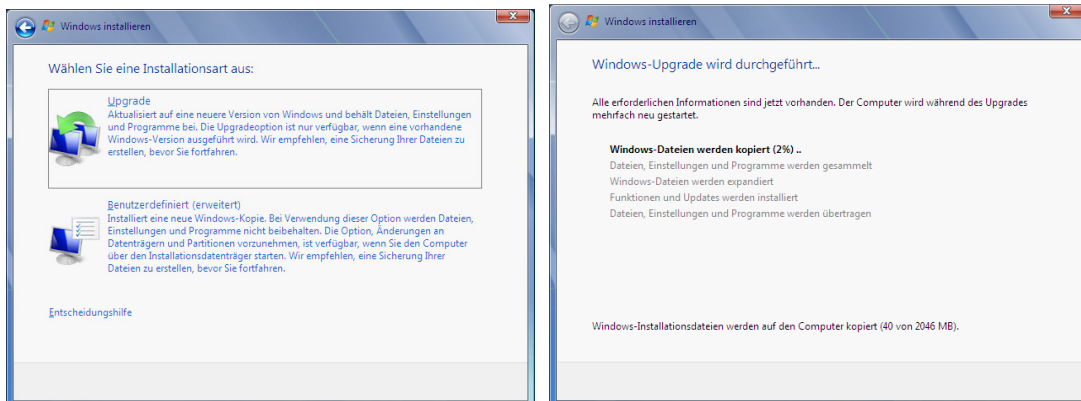 Windows installieren
Wählen Sie eine Installationsart aus:
Upgrade
Aktualisiert auf eine neuere Version von Windows und behält Dateien, Einstellungen
und Programme bei. Die Upgradeoption ist nur verfügbar, wenn eine vorhandene
Windows-Version ausgeführt wird. Wir empfehlen, eine Sicherung Ihrer Dateien zu
erstellen, bevor Sie fortfahren.
Benutzerdefiniert (erweitert)
Installiert eine neue Windows-Kopie. Bei Verwendung dieser Option werden Dateien,
Einstellungen und Programme nicht beibehalten. Die Option, Änderungen an
Datenträgern und Partitionen vorzunehmen, ist verfügbar, wenn Sie den Computer
über den Installationsdatenträger starten. Wir empfehlen, eine Sicherung Ihrer
Dateien zu erstellen, bevor Sie fortfahren.
Entscheidungshilfe
Windows installieren
Windows-Upgrade wird durchgeführt...
Alle erforderlichen Informationen sind jetzt vorhanden. Der Computer wird während des Upgrades
mehrfach neu gestartet.
Windows-Dateien werden kopiert (2%) ..
Dateien, Einstellungen und Programme werden gesammelt
Windows-Dateien werden expandiert
Funktionen und Updates werden installiert
Dateien, Einstellungen und Programme werden übertragen
Windows-Installationsdateien werden auf den Computer kopiert (40 von 2046 MB).